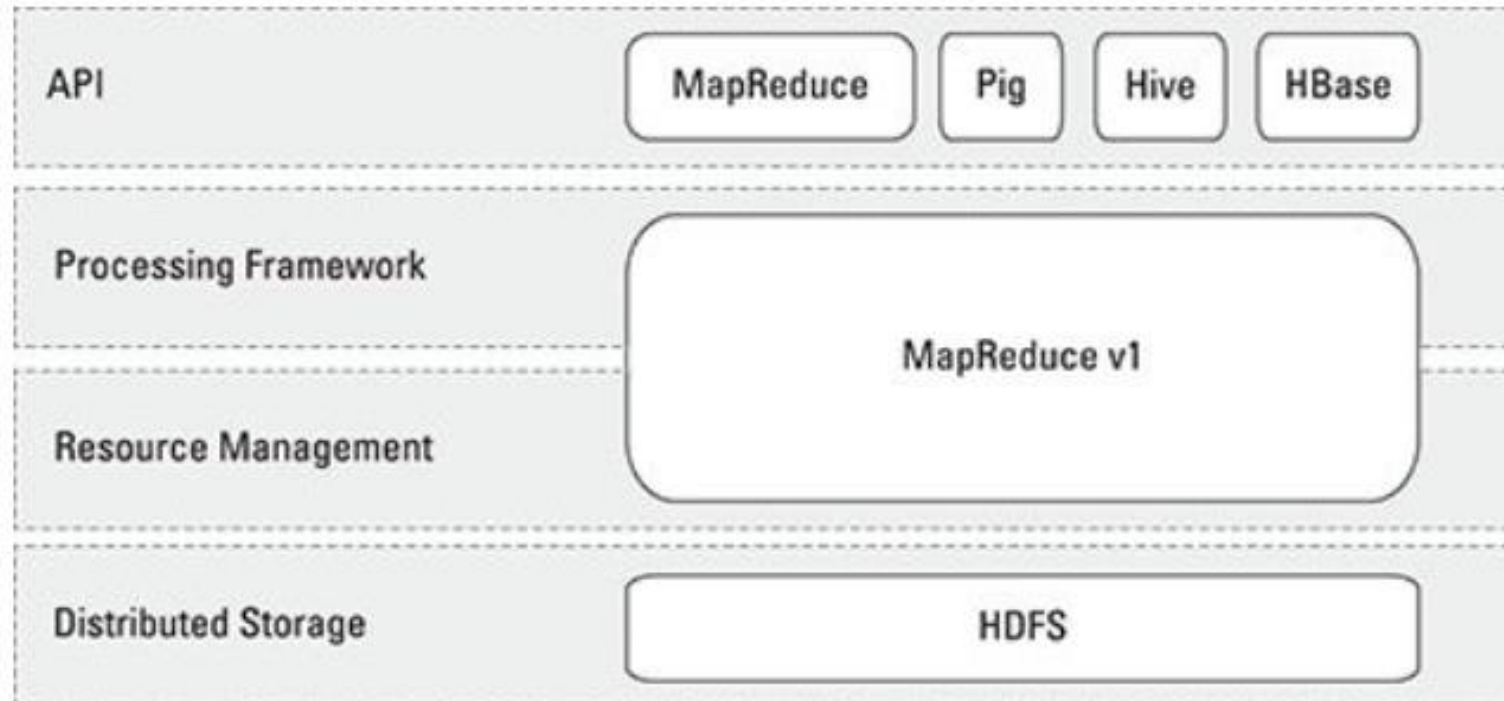 API
MapReduce Pig Hive HBase
Processing Framework
MapReduce v1
Resource Management
Distributed Storage
HDFS